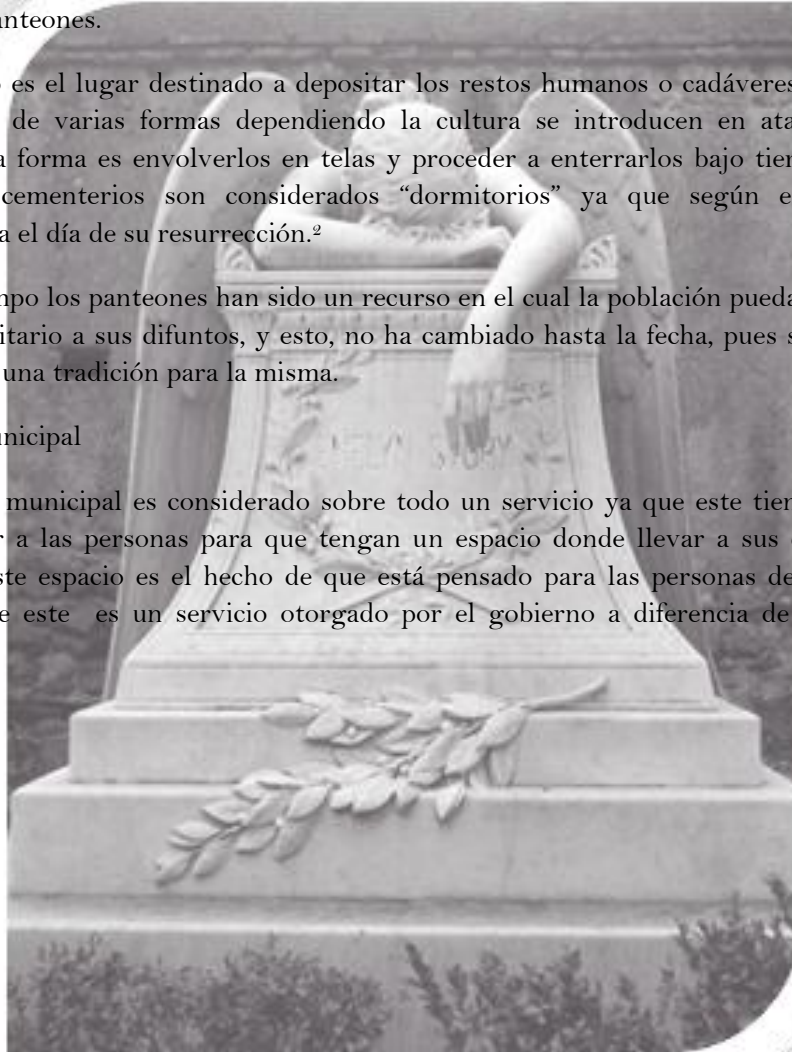 nteones.
es el lugar destinado a depositar los restos humanos o cadáveres
de varias formas dependiendo la cultura se introducen en ata
a forma es envolverlos en telas y proceder a enterrarlos bajo tier
cementerios son considerados “dormitorios” ya que según e
a el día de su resurrección.²
mpo los panteones han sido un recurso en el cual la población pueda
itario a sus difuntos, y esto, no ha cambiado hasta la fecha, pues s
una tradición para la misma.
nicipal
municipal es considerado sobre todo un servicio ya que este tien
r a las personas para que tengan un espacio donde llevar a sus
ste espacio es el hecho de que está pensado para las personas de
e este es un servicio otorgado por el gobierno a diferencia de